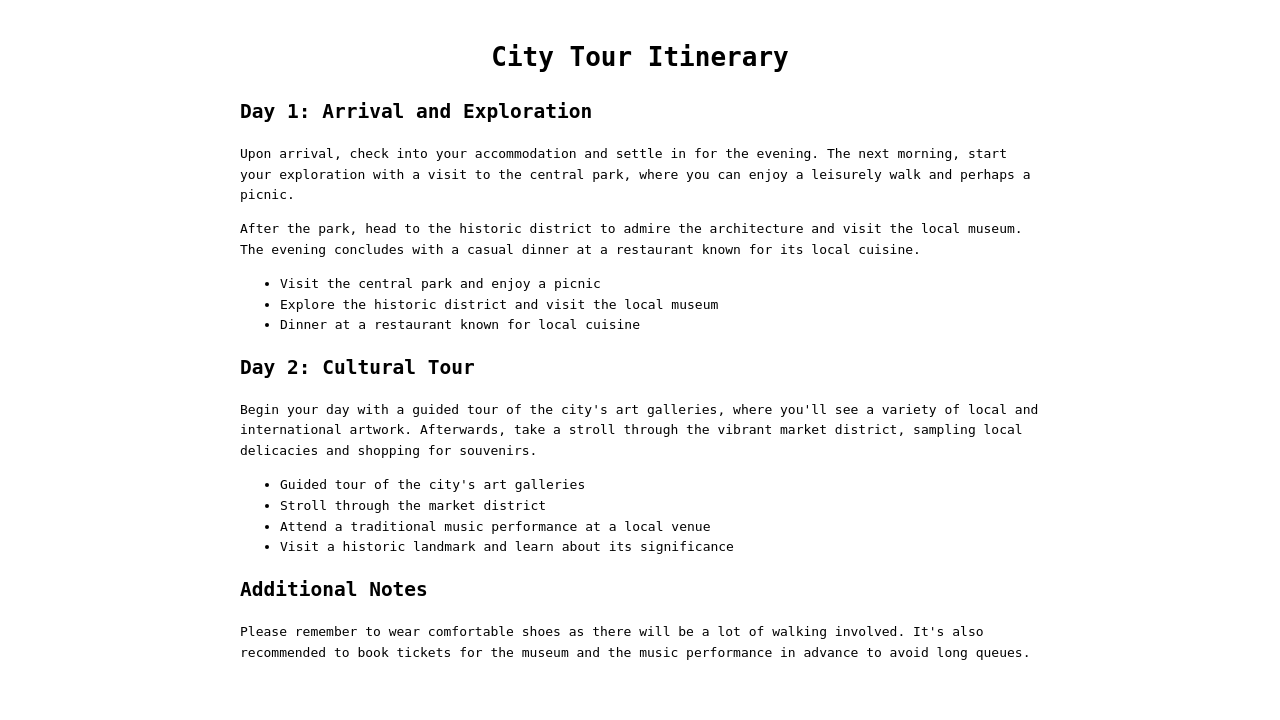 City Tour Itinerary
Day 1: Arrival and Exploration
Upon arrival, check into your accommodation and settle in for the evening. The next morning, start
your exploration with a visit to the central park, where you can enjoy a leisurely walk and perhaps a
picnic.
After the park, head to the historic district to admire the architecture and visit the local museum.
The evening concludes with a casual dinner at a restaurant known for its local cuisine.
• Visit the central park and enjoy a picnic
• Explore the historic district and visit the local museum
• Dinner at a restaurant known for local cuisine
Day 2: Cultural Tour
Begin your day with a guided tour of the city's art galleries, where you'll see a variety of local and
international artwork. Afterwards, take a stroll through the vibrant market district, sampling local
delicacies and shopping for souvenirs.
• Guided tour of the city's art galleries
• Stroll through the market district
• Attend a traditional music performance at a local venue
• Visit a historic landmark and learn about its significance
Additional Notes
Please remember to wear comfortable shoes as there will be a lot of walking involved. It's also
recommended to book tickets for the museum and the music performance in advance to avoid long queues.